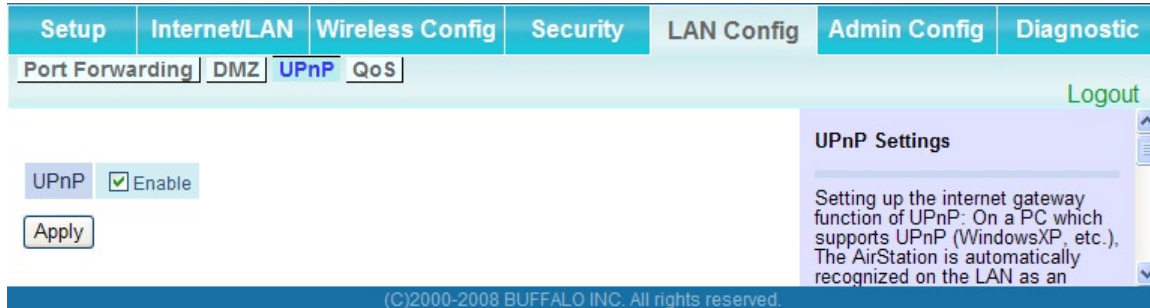 Setup Internet/LAN Wireless Config Security LAN Config Admin Config Diagnostic
Port Forwarding DMZ UPnP QoS
Logout
UPnP Enable
Apply
UPnP Settings
Setting up the internet gateway
function of UPnP: On a PC which
supports UPnP (WindowsXP, etc.),
The AirStation is automatically
recognized on the LAN as an
(C)2000-2008 BUFFALO INC. All rights reserved.